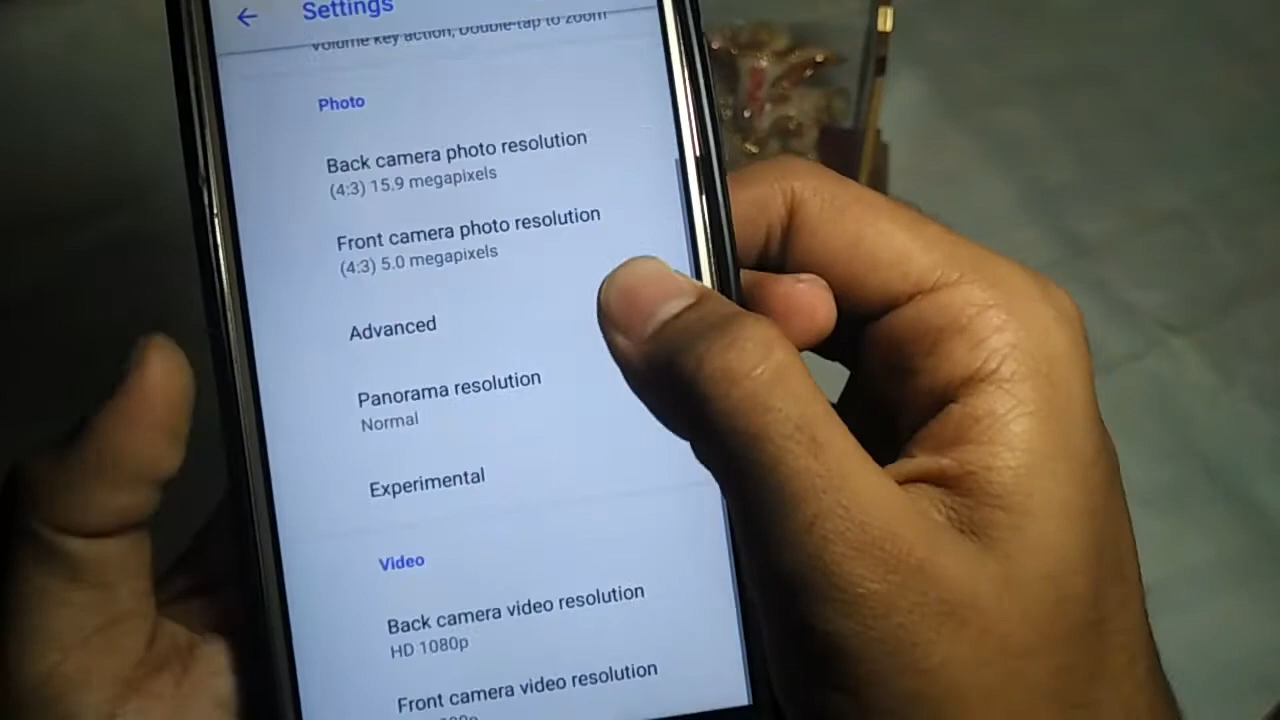 Settings
Volume key action, Double-tap to zoom
Photo
Back camera photo resolution
(4:3) 15.9 megapixels
Front camera photo resolution
(4:3) 5.0 megapixels
Advanced
Panorama resolution
Normal
Experimental
Video
Back camera video resolution
HD 1080p
Front camera video resolution